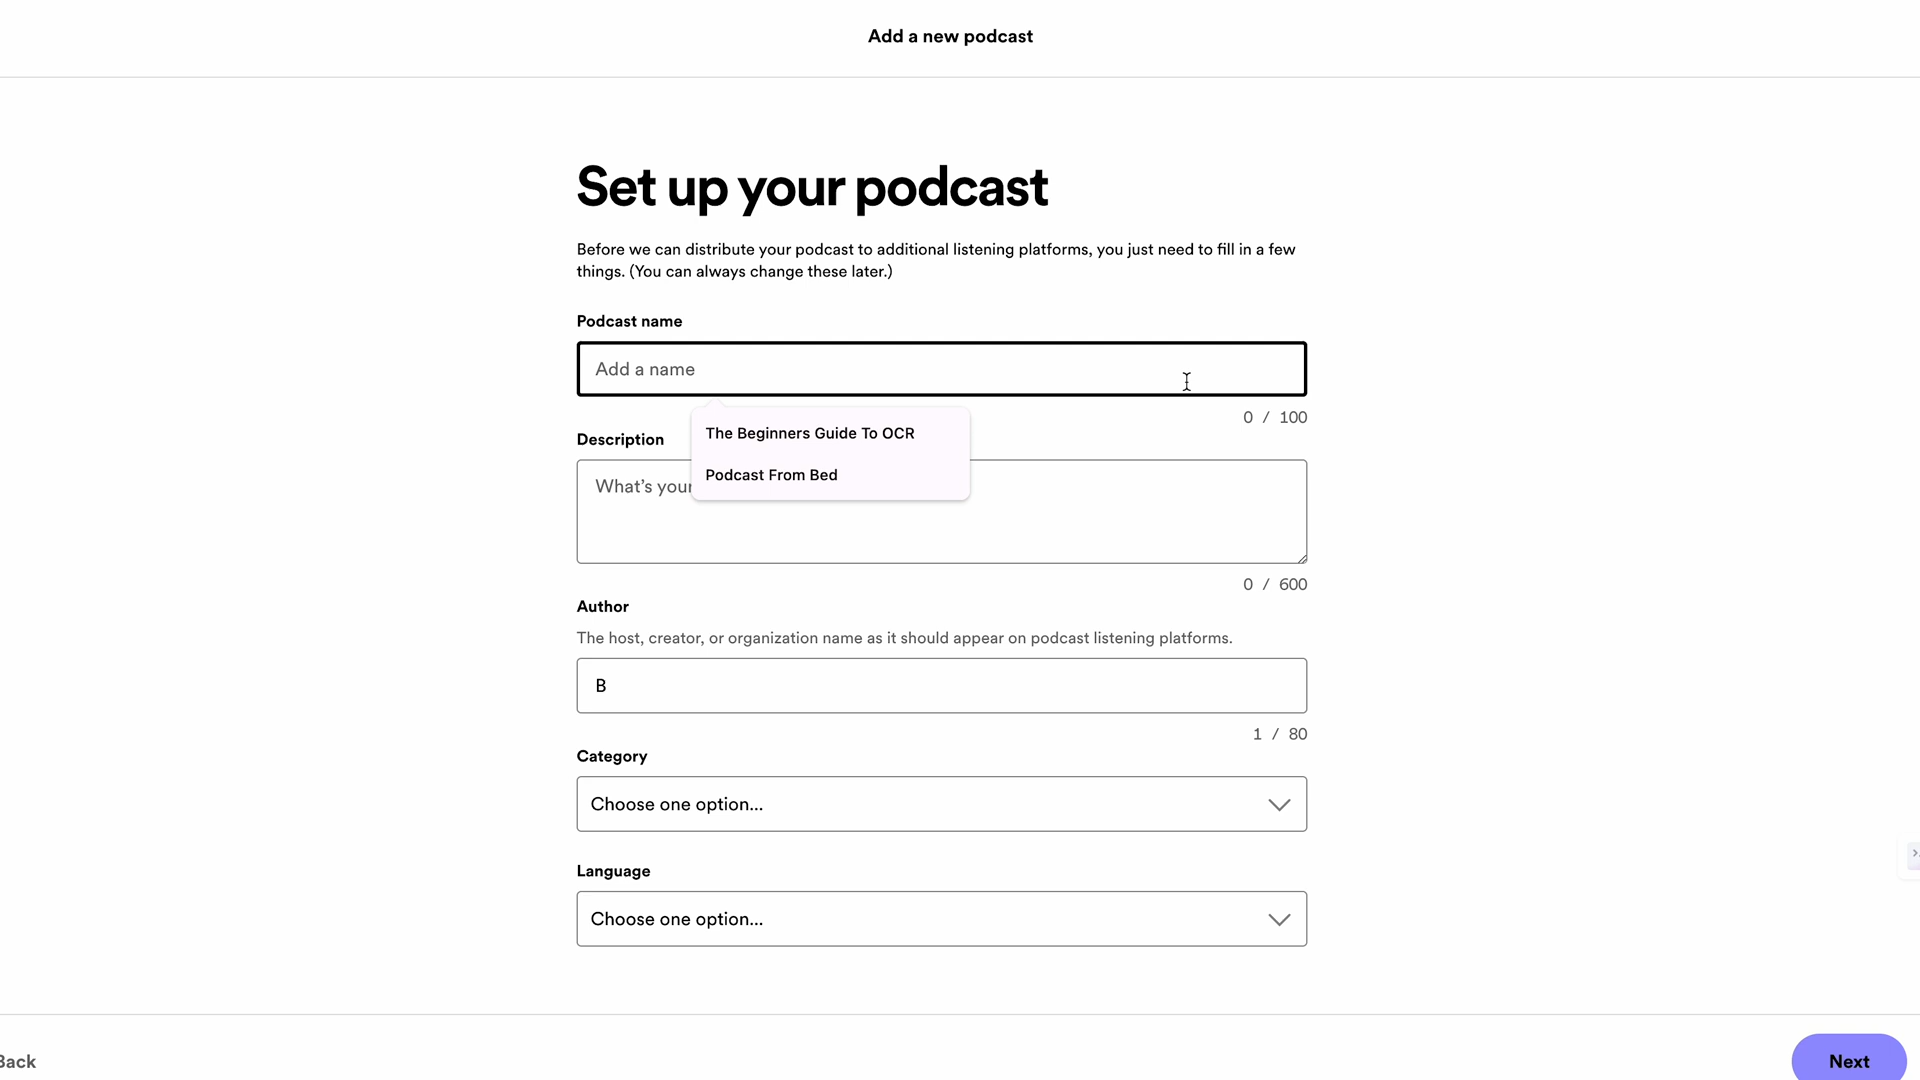 Add a new podcast
Set up your podcast
Before we can distribute your podcast to additional listening platforms, you just need to fill in a few
things. (You can always change these later.)
Podcast name
Add a name
0 / 100
The Beginners Guide To OCR
Podcast From Bed
Description
What's your
0 / 600
Author
The host, creator, or organization name as it should appear on podcast listening platforms.
B
1 / 80
Category
Choose one option...
Language
Choose one option...
Back
Next